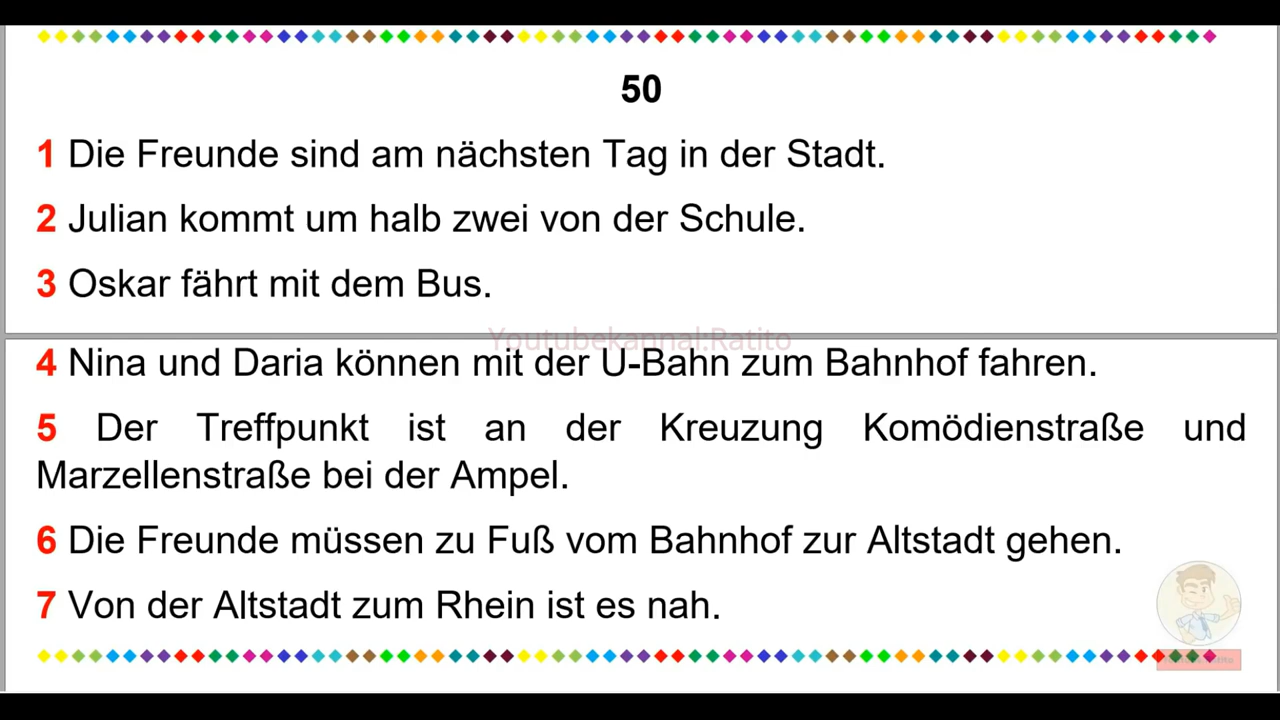 50
1 Die Freunde sind am nächsten Tag in der Stadt.
2 Julian kommt um halb zwei von der Schule.
3 Oskar fährt mit dem Bus.
Youtubekannal:Ratito
4 Nina und Daria können mit der U-Bahn zum Bahnhof fahren.
5 Der Treffpunkt ist an der Kreuzung Komödienstraße und
Marzellenstraße bei der Ampel.
6 Die Freunde müssen zu Fuß vom Bahnhof zur Altstadt gehen.
7 Von der Altstadt zum Rhein ist es nah.